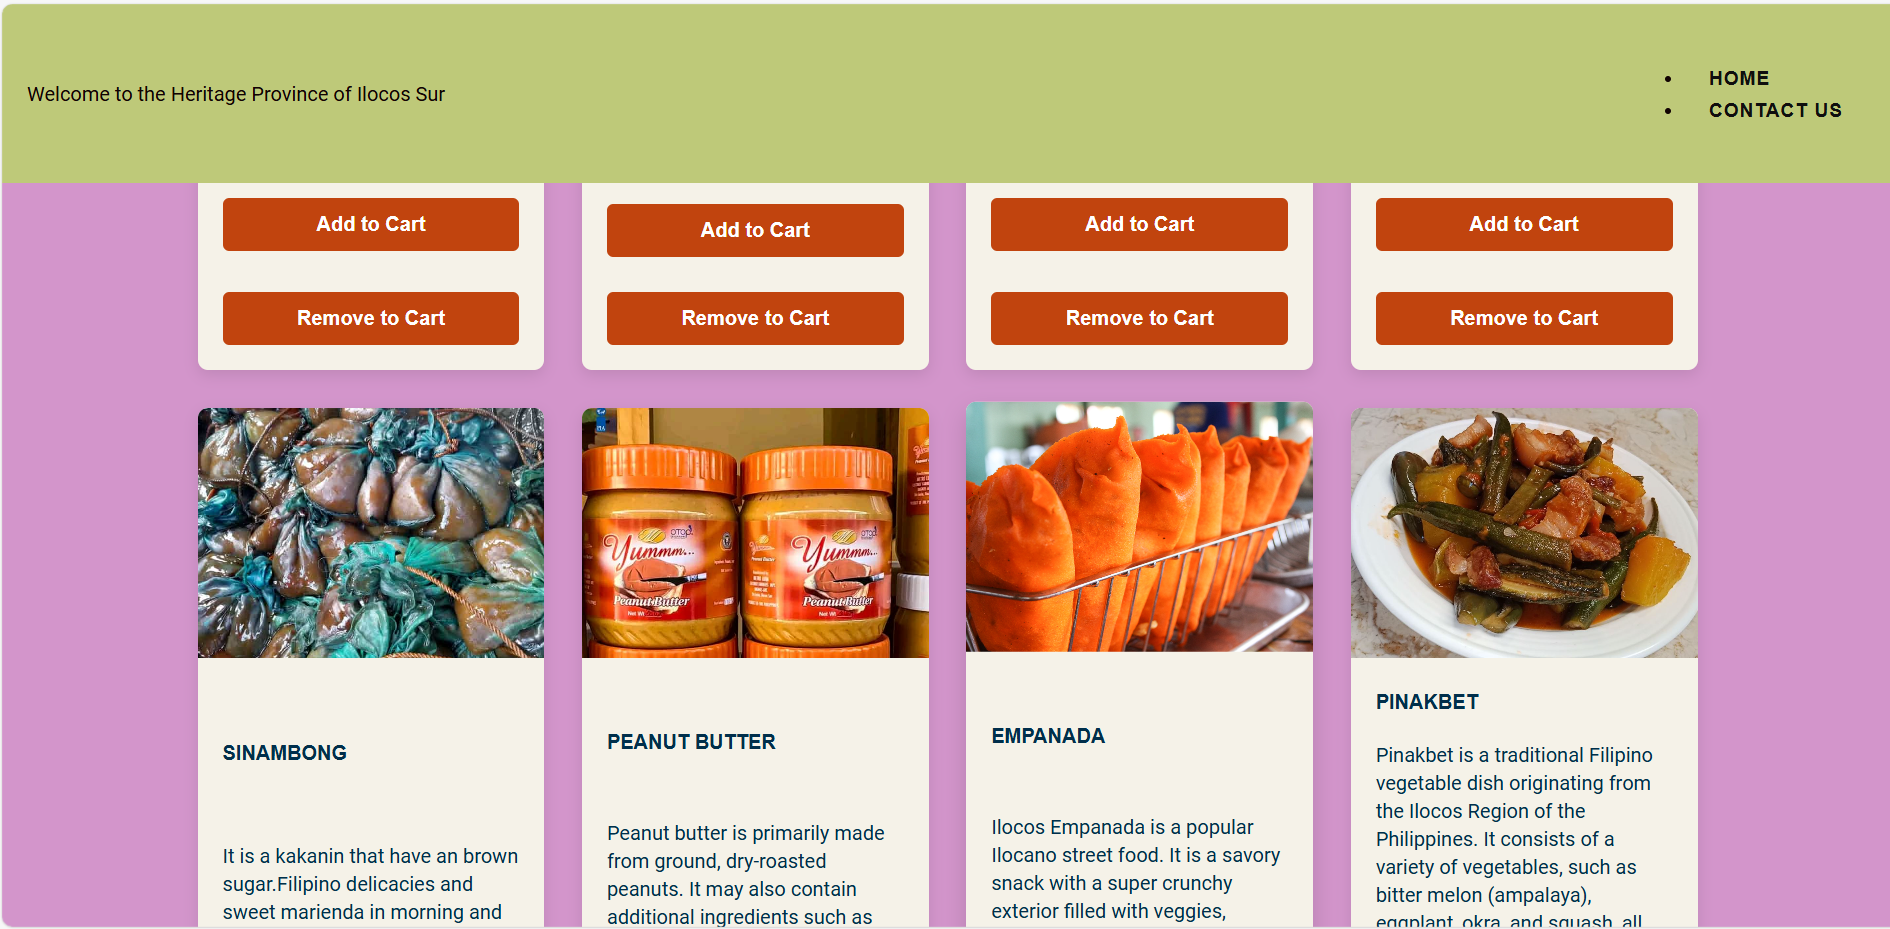 Welcome to the Heritage Province of Ilocos Sur
HOME
CONTACT US
Add to Cart
Add to Cart
Add to Cart
Add to Cart
Remove to Cart
Remove to Cart
Remove to Cart
Remove to Cart
Yummm...
Peanut Butter
Yummm...
Peanut Butter
SINAMBONG
It is a kakanin that have an brown
sugar.Filipino delicacies and
sweet marienda in morning and
PEANUT BUTTER
Peanut butter is primarily made
from ground, dry-roasted
peanuts. It may also contain
additional ingredients such as
EMPANADA
Ilocos Empanada is a popular
Ilocano street food. It is a savory
snack with a super crunchy
exterior filled with veggies,
PINAKBET
Pinakbet is a traditional Filipino
vegetable dish originating from
the Ilocos Region of the
Philippines. It consists of a
variety of vegetables, such as
bitter melon (ampalaya),
eggplant, okra, and squash, all